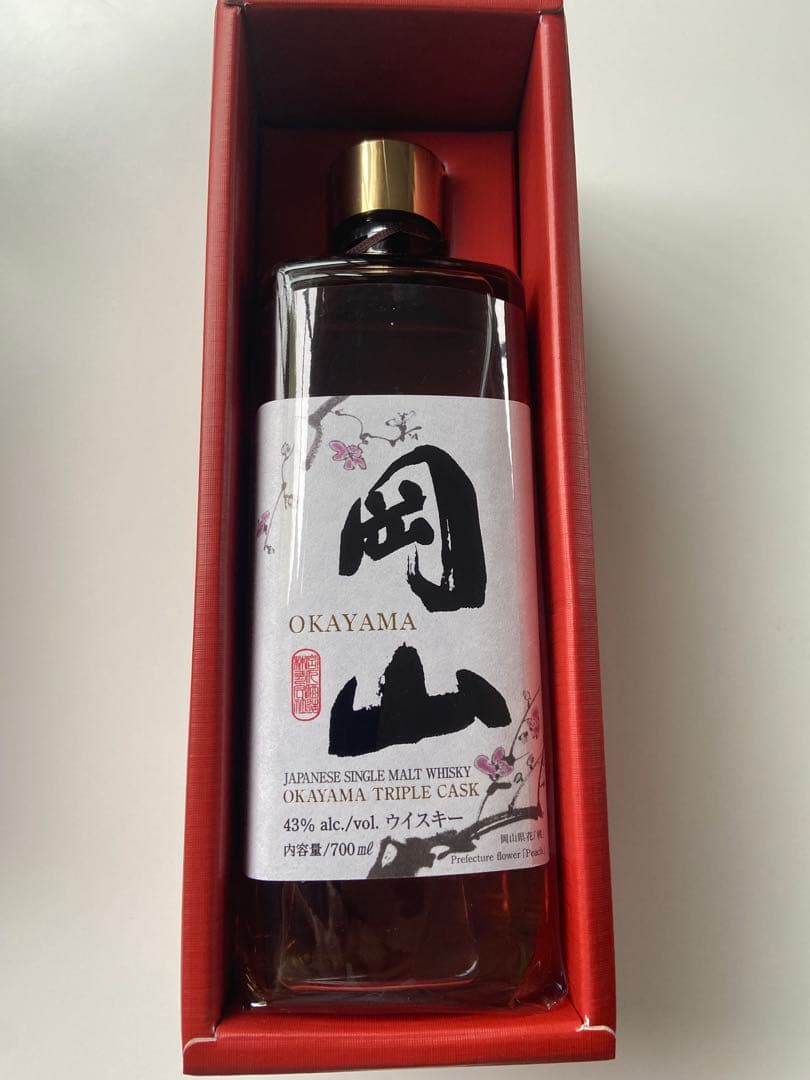 岡山
OKAYAMA
JAPANESE SINGLE MALT WHISKY
OKAYAMA TRIPLE CASK
43% alc./vol. ウイスキー
内容量/700㎖
岡山県花「桃」
Prefecture flower「Peach」